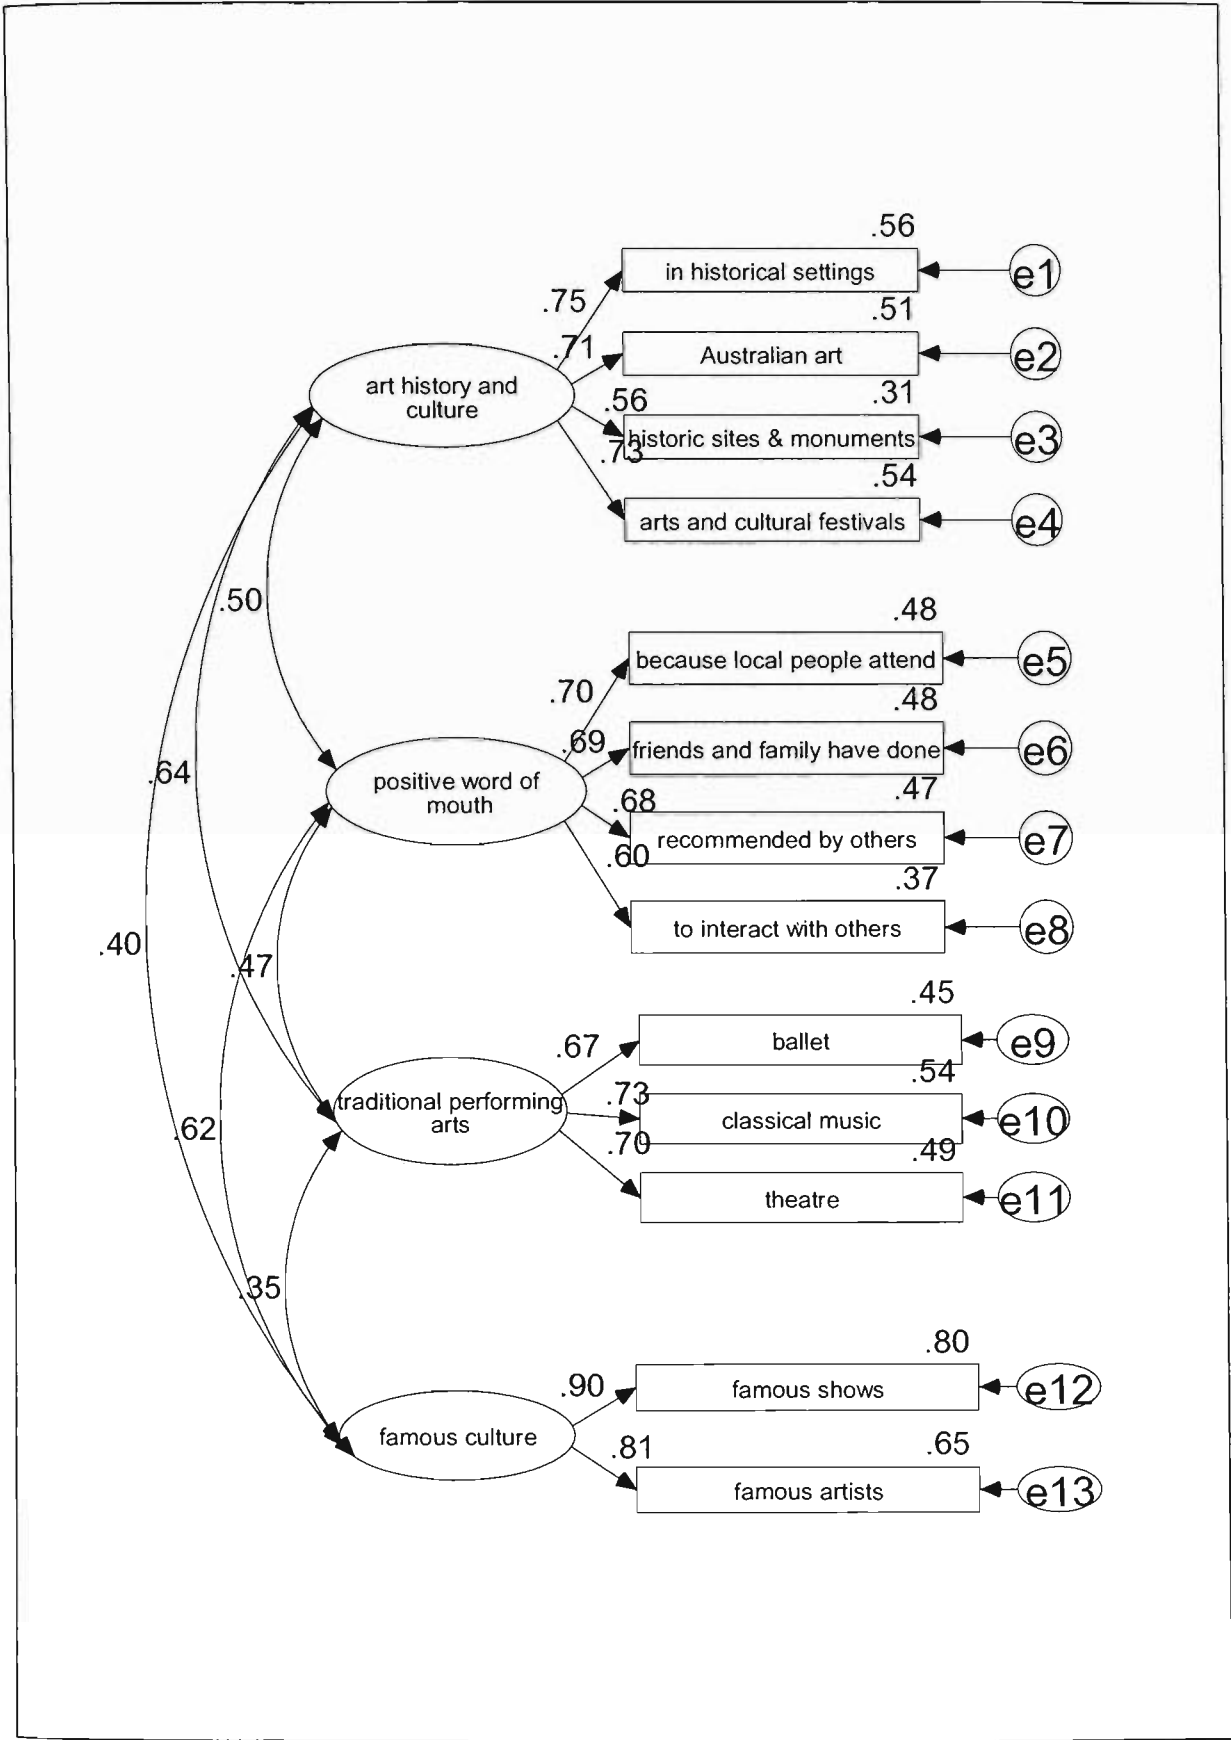 .56
in historical settings
e1
.75
.51
.71
Australian art
e2
art history and
culture
.31
.56
historic sites & monuments
e3
.73
.54
arts and cultural festivals
e4
.50
.48
because local people attend
e5
.70
.48
.69
friends and family have done
e6
.64
positive word of
mouth
.47
.68
recommended by others
e7
.60
.37
to interact with others
e8
.40
.47
.45
.67
ballet
e9
.54
.73
classical music
e10
traditional performing
arts
.62
.70
.49
theatre
e11
.35
.80
.90
famous shows
e12
famous culture
.81
.65
famous artists
e13